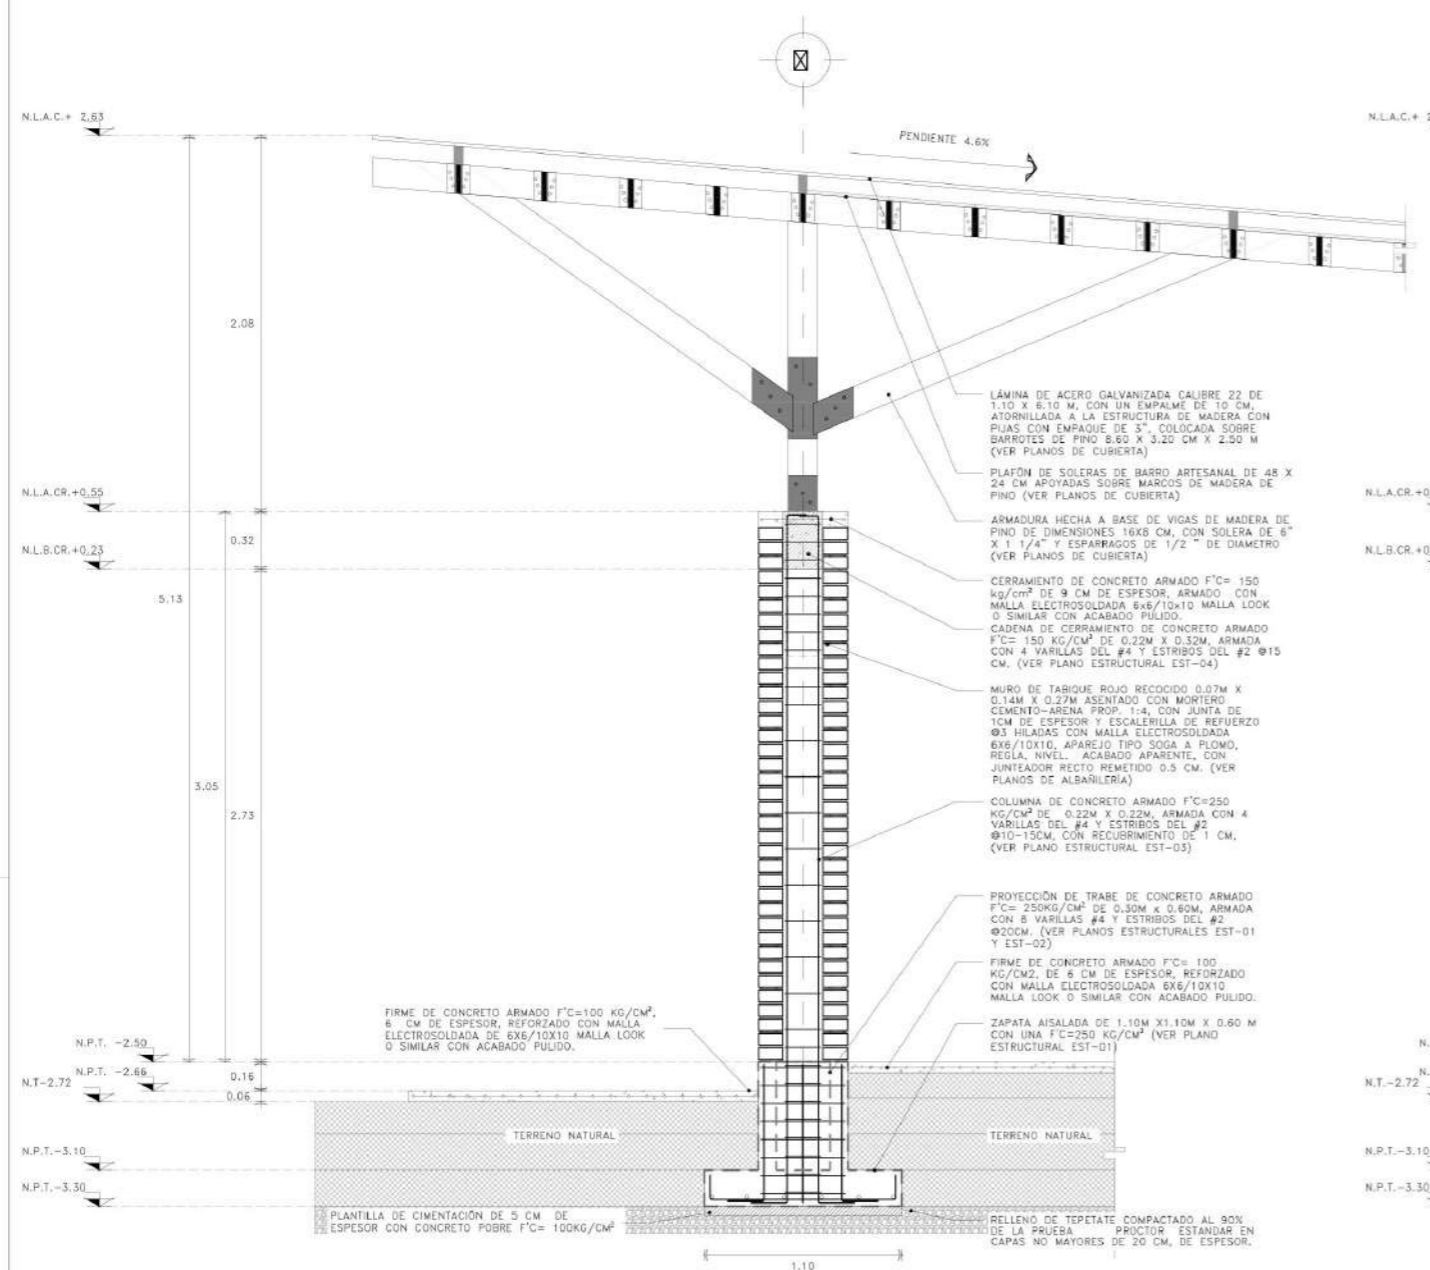 N.L.A.C.+ 2,63
N.L.A.C.+ 2
PENDIENTE 4.6%
2.08
LÁMINA DE ACERO GALVANIZADA CALIBRE 22 DE
1.10 X 6.10 M, CON UN EMPALME DE 10 CM,
ATORNILLADA A LA ESTRUCTURA DE MADERA CON
PIJAS CON EMPAQUE DE 3", COLOCADA SOBRE
BARROTES DE PINO 8.60 X 3.20 CM X 2.50 M
(VER PLANOS DE CUBIERTA)
PLAFÓN DE SOLERAS DE BARRO ARTESANAL DE 48 X
24 CM APOYADAS SOBRE MARCOS DE MADERA DE
PINO (VER PLANOS DE CUBIERTA)
N.L.A.CR.+0,55
N.L.A.CR.+0
ARMADURA HECHA A BASE DE VIGAS DE MADERA DE
PINO DE DIMENSIONES 16X8 CM, CON SOLERA DE 6"
X 1 1/4" Y ESPARRAGOS DE 1/2 " DE DIAMETRO
(VER PLANOS DE CUBIERTA)
0.32
N.L.B.CR.+0,23
N.L.B.CR.+0
5.13
CERRAMIENTO DE CONCRETO ARMADO F'C= 150
kg/cm² DE 9 CM DE ESPESOR, ARMADO CON
MALLA ELECTROSOLDADA 6x6/10x10 MALLA LOOK
O SIMILAR CON ACABADO PULIDO.
CADENA DE CERRAMIENTO DE CONCRETO ARMADO
F'C= 150 KG/CM² DE 0.22M X 0.32M, ARMADA
CON 4 VARILLAS DEL #4 Y ESTRIBOS DEL #2 @15
CM. (VER PLANO ESTRUCTURAL EST-04)
MURO DE TABIQUE ROJO RECOCIDO 0.07M X
0.14M X 0.27M ASENTADO CON MORTERO
CEMENTO-ARENA PROP. 1:4, CON JUNTA DE
1CM DE ESPESOR Y ESCALERILLA DE REFUERZO
@3 HILADAS CON MALLA ELECTROSOLDADA
6X6/10X10, APAREJO TIPO SOGA A PLOMO,
REGLA, NIVEL. ACABADO APARENTE, CON
JUNTEADOR RECTO REMETIDO 0.5 CM. (VER
PLANOS DE ALBAÑILERÍA)
3.05
2.73
COLUMNA DE CONCRETO ARMADO F'C=250
KG/CM² DE 0.22M X 0.22M, ARMADA CON 4
VARILLAS DEL #4 Y ESTRIBOS DEL #2
@10-15CM, CON RECUBRIMIENTO DE 1 CM,
(VER PLANO ESTRUCTURAL EST-03)
PROYECCIÓN DE TRABE DE CONCRETO ARMADO
F'C= 250KG/CM² DE 0.30M x 0.60M, ARMADA
CON 8 VARILLAS #4 Y ESTRIBOS DEL #2
@20CM. (VER PLANOS ESTRUCTURALES EST-01
Y EST-02)
FIRME DE CONCRETO ARMADO F'C= 100
KG/CM2, DE 6 CM DE ESPESOR, REFORZADO
CON MALLA ELECTROSOLDADA 6X6/10X10
MALLA LOOK O SIMILAR CON ACABADO PULIDO.
FIRME DE CONCRETO ARMADO F'C=100 KG/CM²,
6 CM DE ESPESOR, REFORZADO CON MALLA
ELECTROSOLDADA DE 6X6/10X10 MALLA LOOK
O SIMILAR CON ACABADO PULIDO.
ZAPATA AISALADA DE 1.10M X1.10M X 0.60 M
CON UNA F'C=250 KG/CM² (VER PLANO
ESTRUCTURAL EST-01)
N.P.T. -2.50
N.
N.P.T. -2.66
N.
0.16
N.T-2.72
0.06
N.T.-2.72
TERRENO NATURAL
TERRENO NATURAL
N.P.T.-3.10
N.P.T.-3.10
N.P.T.-3.30
N.P.T.-3.30
PLANTILLA DE CIMENTACIÓN DE 5 CM DE
ESPESOR CON CONCRETO POBRE F'C= 100KG/CM²
RELLENO DE TEPETATE COMPACTADO AL 90%
DE LA PRUEBA PROCTOR ESTANDAR EN
CAPAS NO MAYORES DE 20 CM, DE ESPESOR.
1.10